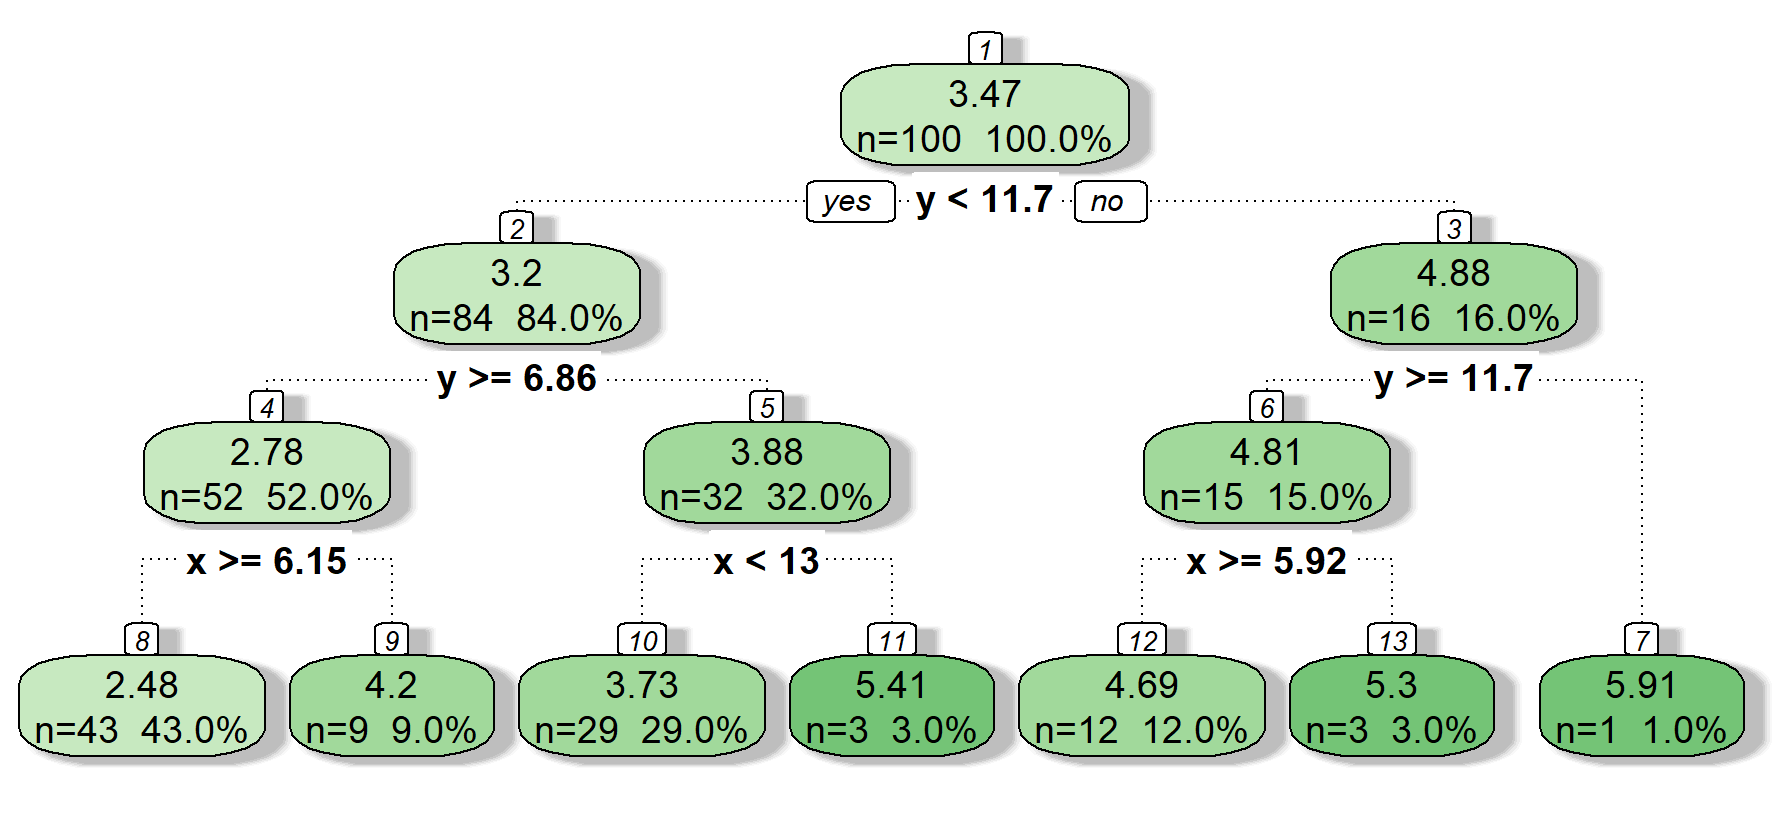 1
3.47
n=100 100.0%
yes y < 11.7 no
2
3.2
n=84 84.0%
3
4.88
n=16 16.0%
y >= 6.86
y >= 11.7
4
2.78
n=52 52.0%
5
3.88
n=32 32.0%
6
4.81
n=15 15.0%
x >= 6.15
x < 13
x >= 5.92
8
2.48
n=43 43.0%
9
4.2
n=9 9.0%
10
3.73
n=29 29.0%
11
5.41
n=3 3.0%
12
4.69
n=12 12.0%
13
5.3
n=3 3.0%
7
5.91
n=1 1.0%